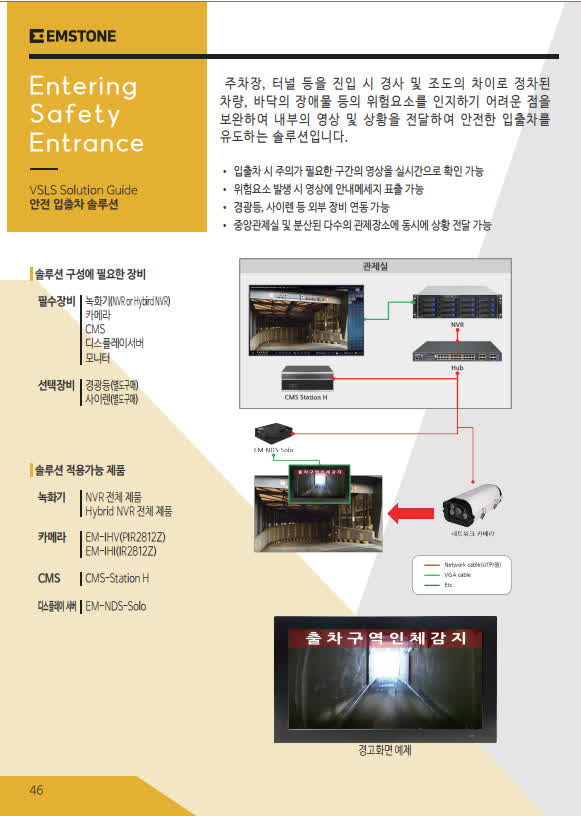 EMSTONE
Entering
Safety
Entrance
VSLS Solution Guide
안전 입출차 솔루션
주차장, 터널 등을 진입 시 경사 및 조도의 차이로 정차된
차량, 바닥의 장애물 등의 위험요소를 인지하기 어려운 점을
보완하여 내부의 영상 및 상황을 전달하여 안전한 입출차를
유도하는 솔루션입니다.
• 입출차 시 주의가 필요한 구간의 영상을 실시간으로 확인 가능
• 위험요소 발생 시 영상에 안내메세지 표출 가능
• 경광등, 사이렌 등 외부 장비 연동 가능
• 중앙관제실 및 분산된 다수의 관제장소에 동시에 상황 전달 가능
솔루션 구성에 필요한 장비
필수장비 녹화기(NVR or Hybird NVR)
카메라
CMS
디스플레이서버
모니터
선택장비 경광등(별도구매)
사이렌(별도구매)
솔루션 적용가능 제품
녹화기 NVR 전체 제품
Hybrid NVR 전체 제품
카메라 EM-IHV(PIR2812Z)
EM-IHI(IR2812Z)
CMS CMS-Station H
디스플레이 서버 EM-NDS-Solo
관제실
NVR
Hub
CMS Station H
EM-NDS-Solo
출차구역인체감지
네트워크 카메라
Network cable(UTP/광)
VGA cable
Etc
출차구역인체감지
경고화면 예제
46